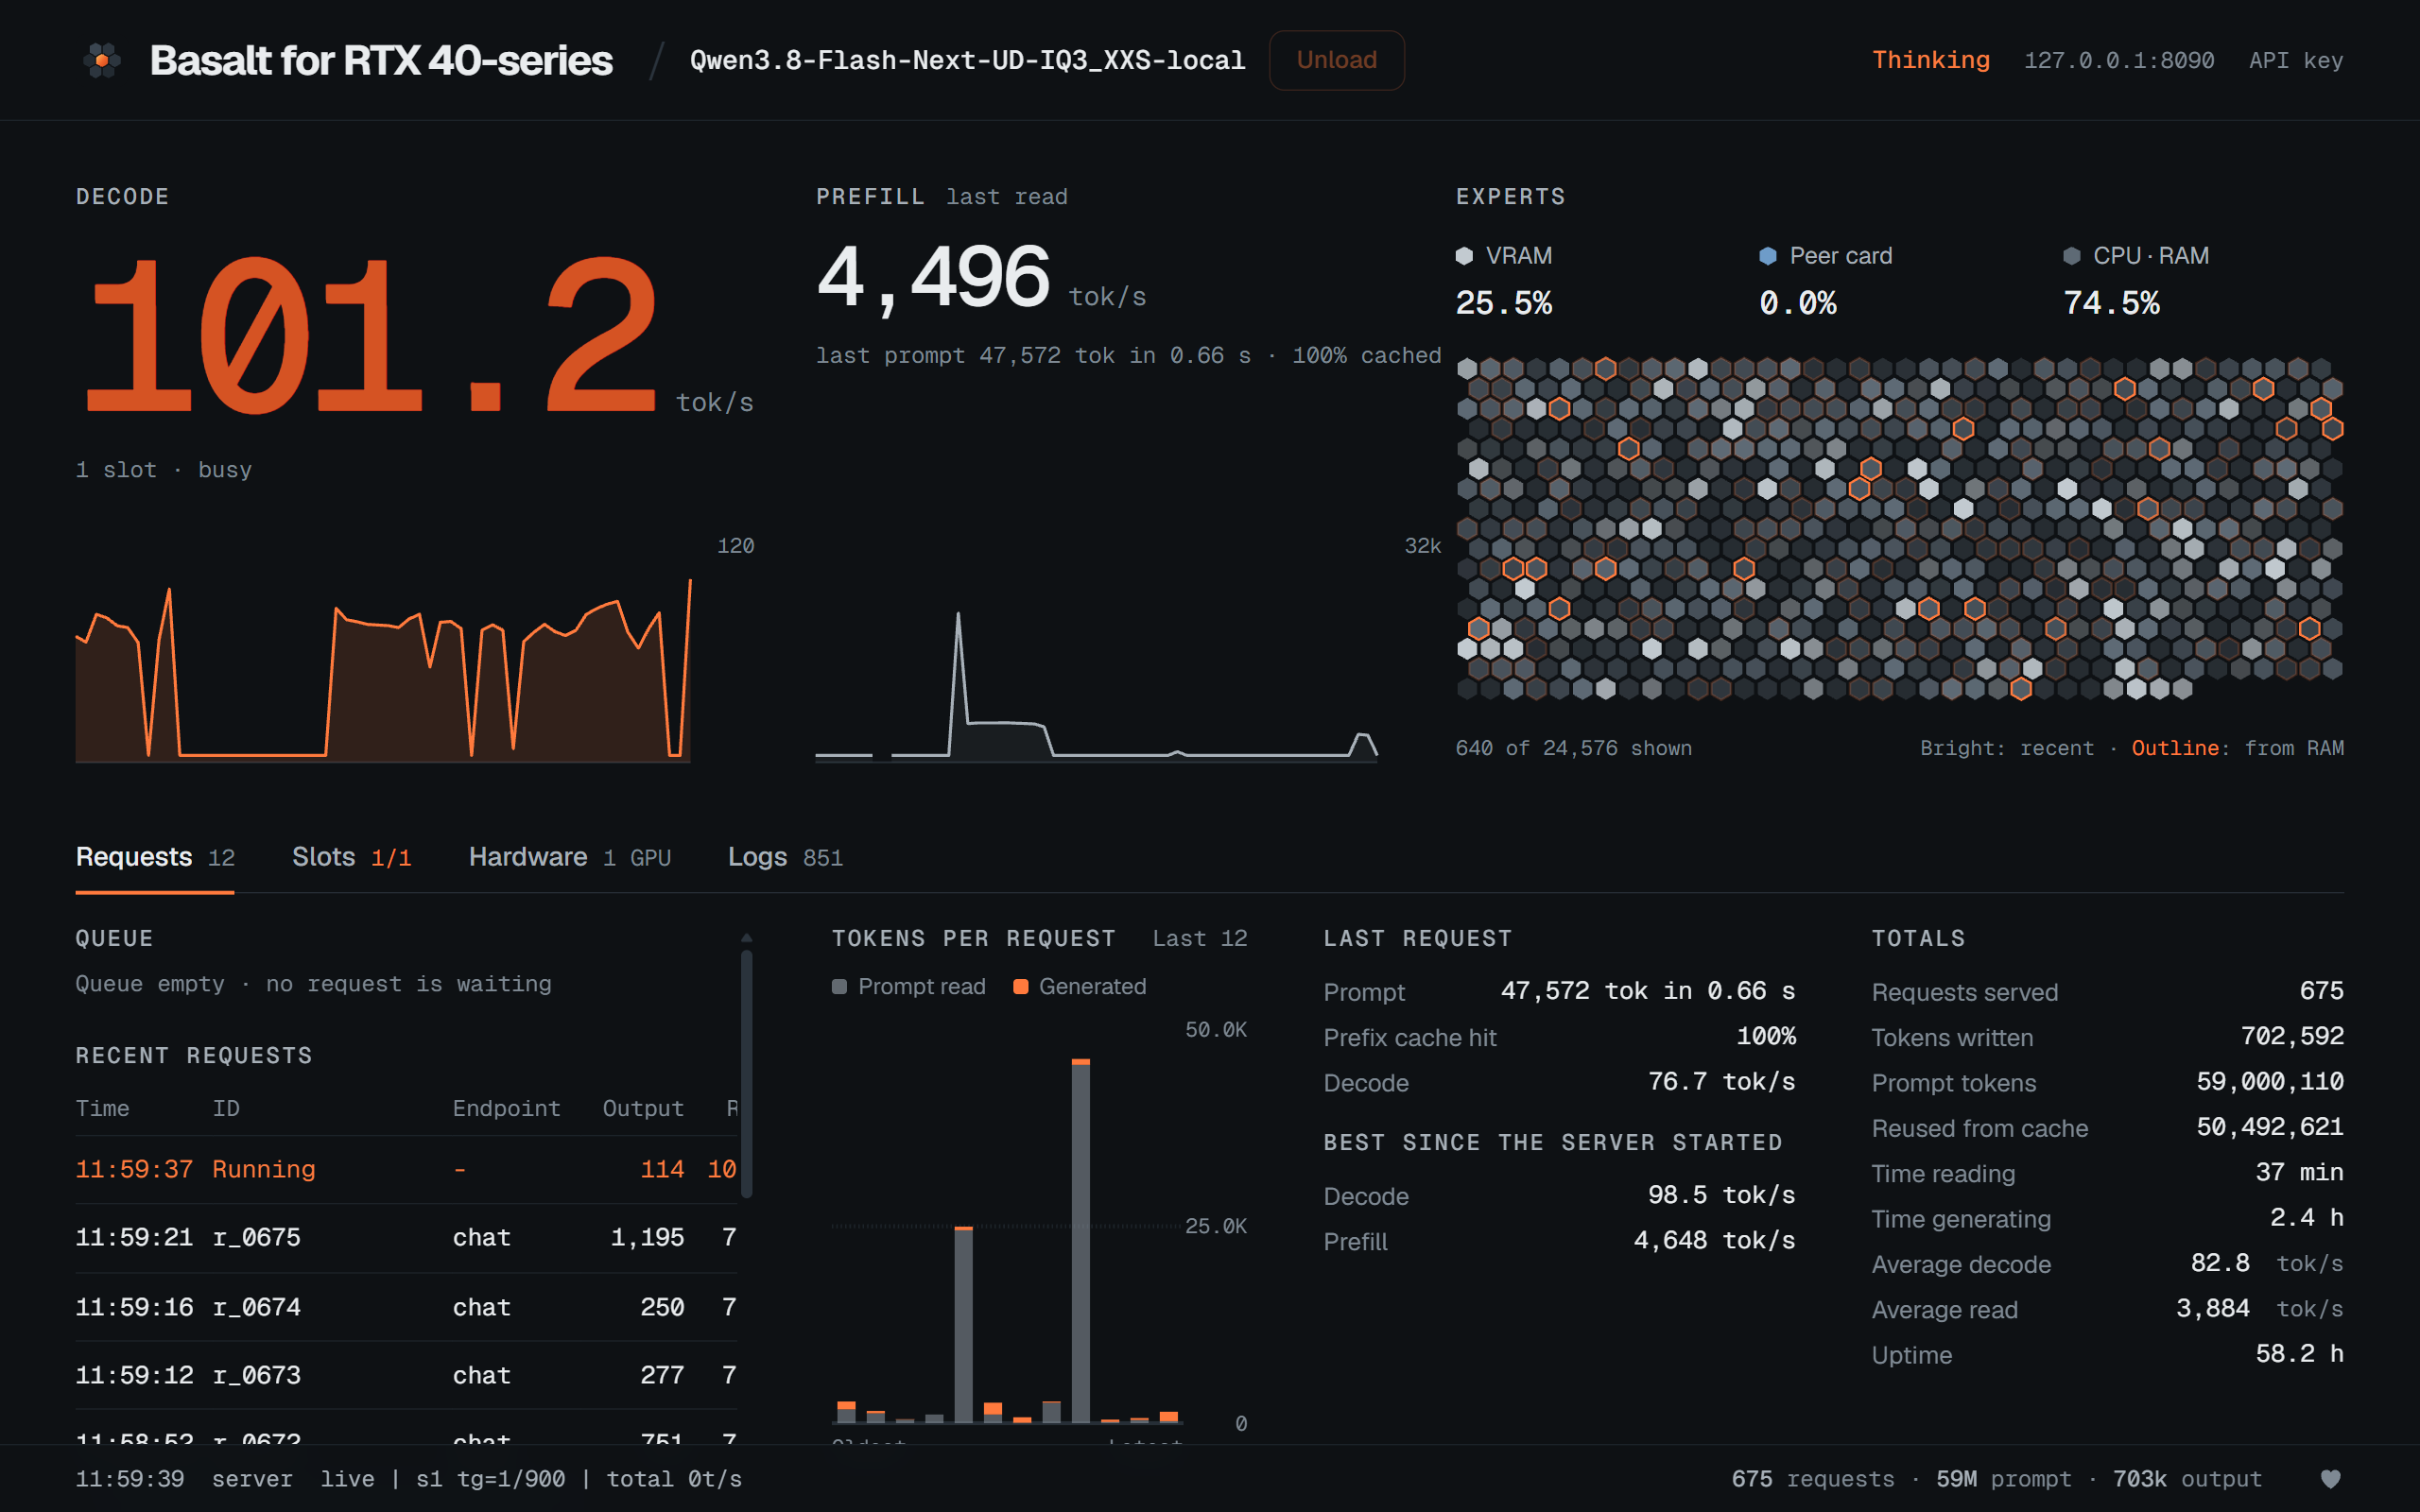 Basalt for RTX 40-series / Qwen3.8-Flash-Next-UD-IQ3_XXS-local Unload Thinking 127.0.0.1:8090 API key
DECODE
101.2 tok/s
1 slot · busy
120
PREFILL last read
4,496 tok/s
last prompt 47,572 tok in 0.66 s · 100% cached
32k
EXPERTS
VRAM Peer card CPU · RAM
25.5% 0.0% 74.5%
640 of 24,576 shown Bright: recent · Outline: from RAM
Requests 12 Slots 1/1 Hardware 1 GPU Logs 851
QUEUE
Queue empty · no request is waiting
RECENT REQUESTS
Time ID Endpoint Output R
11:59:37 Running - 114 10
11:59:21 r_0675 chat 1,195 7
11:59:16 r_0674 chat 250 7
11:59:12 r_0673 chat 277 7
11:58:52 r_0672 chat 751 7
TOKENS PER REQUEST Last 12
Prompt read Generated
50.0K
25.0K
0
Oldest Latest
LAST REQUEST
Prompt 47,572 tok in 0.66 s
Prefix cache hit 100%
Decode 76.7 tok/s
BEST SINCE THE SERVER STARTED
Decode 98.5 tok/s
Prefill 4,648 tok/s
TOTALS
Requests served 675
Tokens written 702,592
Prompt tokens 59,000,110
Reused from cache 50,492,621
Time reading 37 min
Time generating 2.4 h
Average decode 82.8 tok/s
Average read 3,884 tok/s
Uptime 58.2 h
11:59:39 server live | s1 tg=1/900 | total 0t/s 675 requests · 59M prompt · 703k output